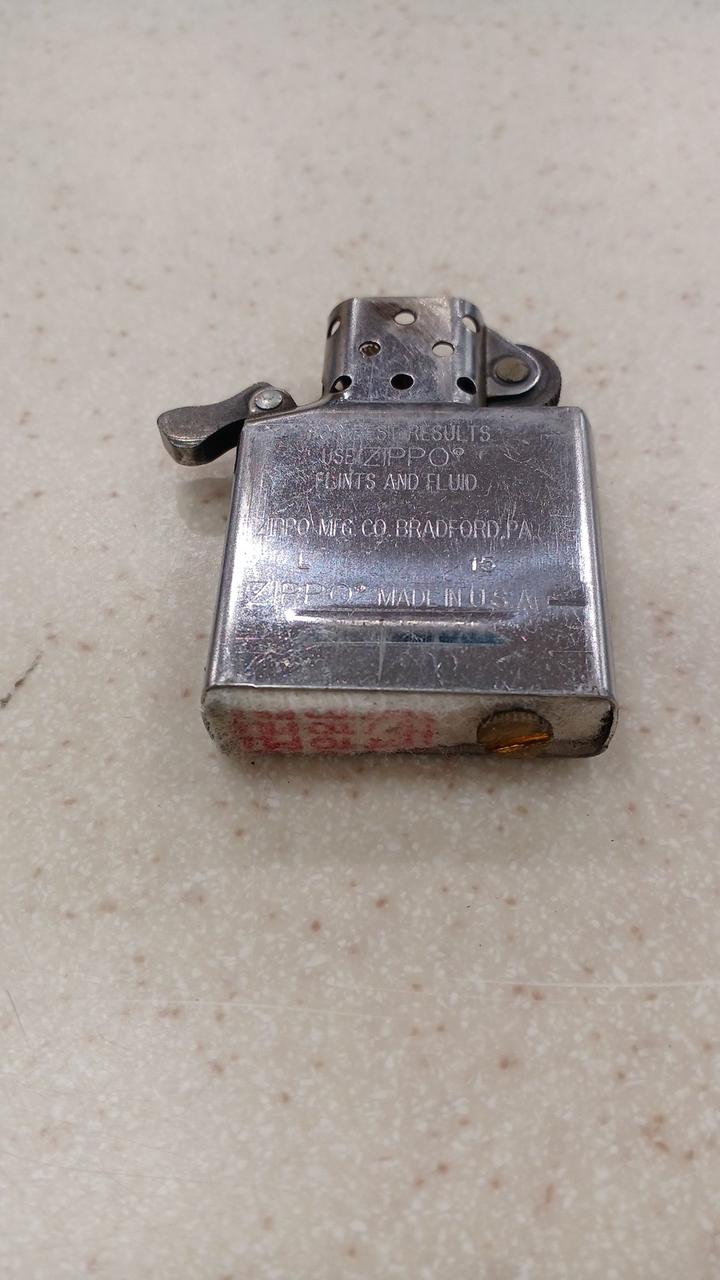 FOR BEST RESULTS
USE ZIPPO®
FLINTS AND FLUID
ZIPPO MFG. CO. BRADFORD, PA.
L 15
ZIPPO® MADE IN U.S.A.